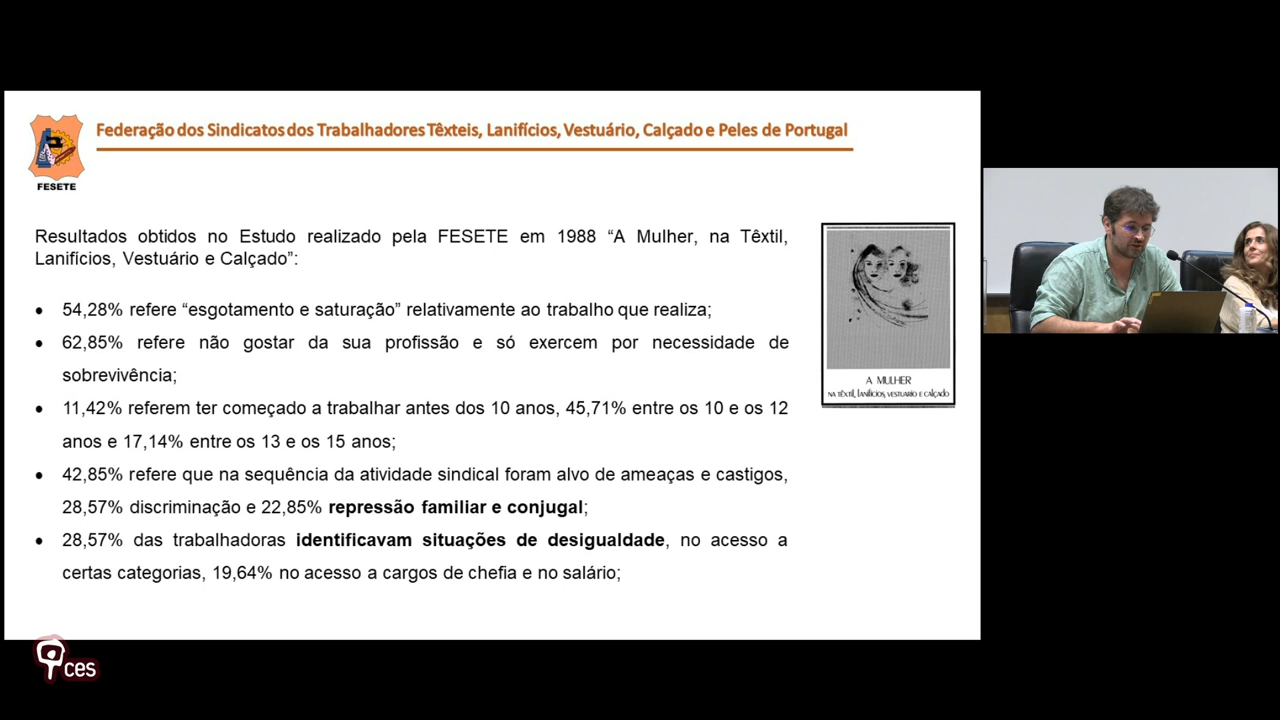 Federação dos Sindicatos dos Trabalhadores Têxteis, Lanifícios, Vestuário, Calçado e Peles de Portugal
FESETE
Resultados obtidos no Estudo realizado pela FESETE em 1988 “A Mulher, na Têxtil,
Lanifícios, Vestuário e Calçado”:
• 54,28% refere “esgotamento e saturação” relativamente ao trabalho que realiza;
• 62,85% refere não gostar da sua profissão e só exercem por necessidade de
sobrevivência;
• 11,42% referem ter começado a trabalhar antes dos 10 anos, 45,71% entre os 10 e os 12
anos e 17,14% entre os 13 e os 15 anos;
• 42,85% refere que na sequência da atividade sindical foram alvo de ameaças e castigos,
28,57% discriminação e 22,85% repressão familiar e conjugal;
• 28,57% das trabalhadoras identificavam situações de desigualdade, no acesso a
certas categorias, 19,64% no acesso a cargos de chefia e no salário;
A MULHER
NA TÊXTIL, LANIFÍCIOS, VESTUARIO E CALÇADO
ces